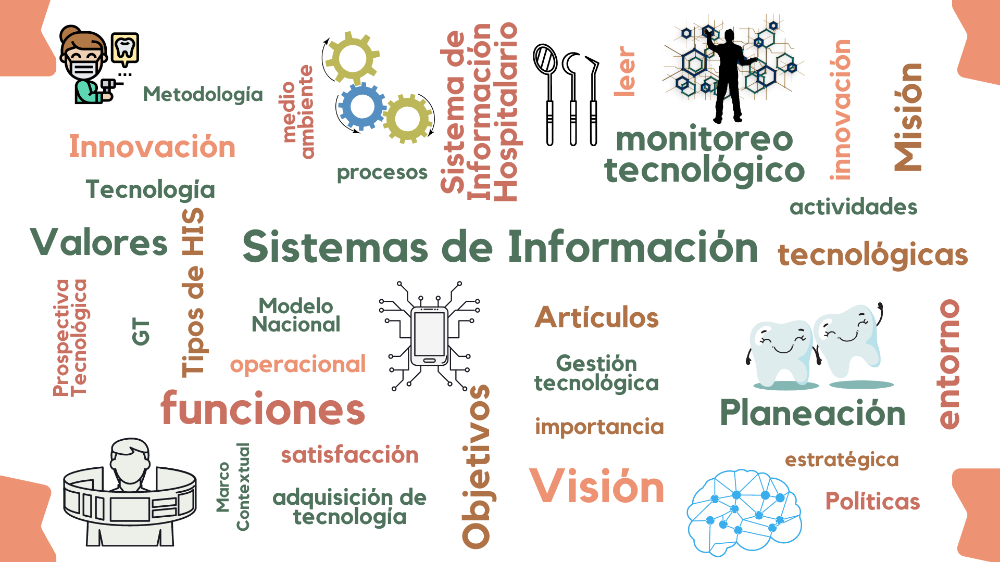 Metodología
medio
ambiente
procesos
Sistema de
Información
Hospitalario
leer
monitoreo
tecnológico
innovación
Misión
Innovación
Tecnología
actividades
Valores
Tipos de HIS
Sistemas de Información
tecnológicas
Prospectiva
Tecnológica
GT
Modelo
Nacional
operacional
Artículos
Gestión
tecnológica
entorno
funciones
Objetivos
importancia
Planeación
Marco
Contextual
satisfacción
adquisición de
tecnología
Visión
estratégica
Políticas